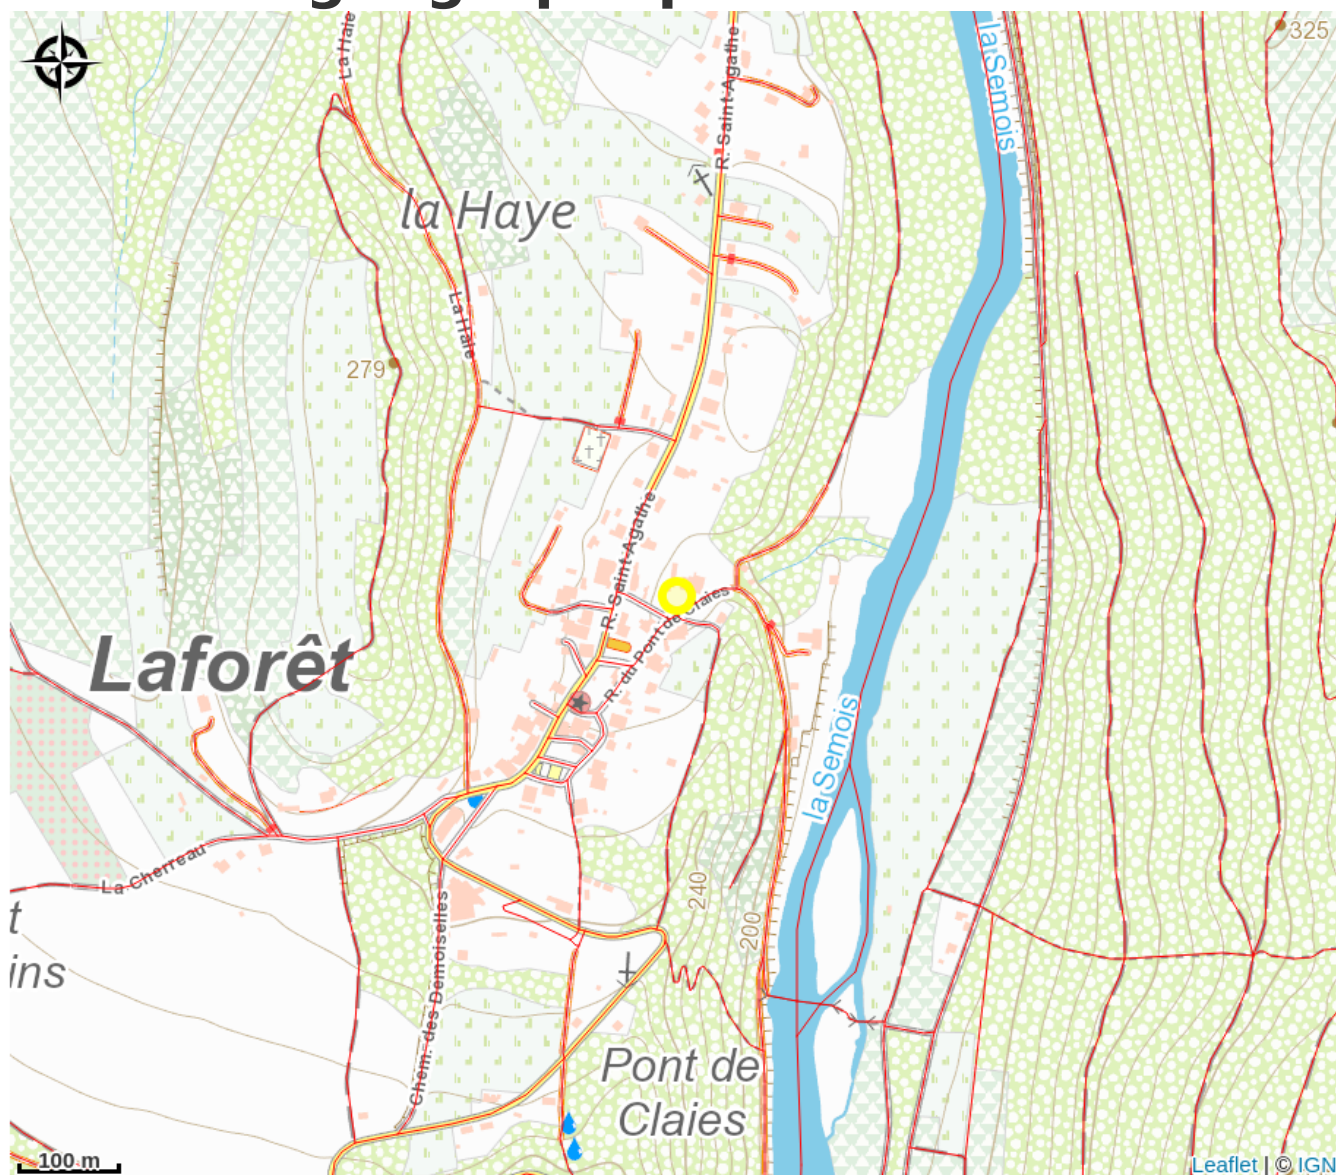 325
la Semois
La Haie
R. Saint-Agathe
la Haye
La Haie
279
R. Saint-Agathe
R. du Pont de Claies
Laforêt
la Semois
La Cherreau
240
200
t
ins
Chem. des Demoiselles
Pont de
Claies
100 m
Leaflet | © IGN